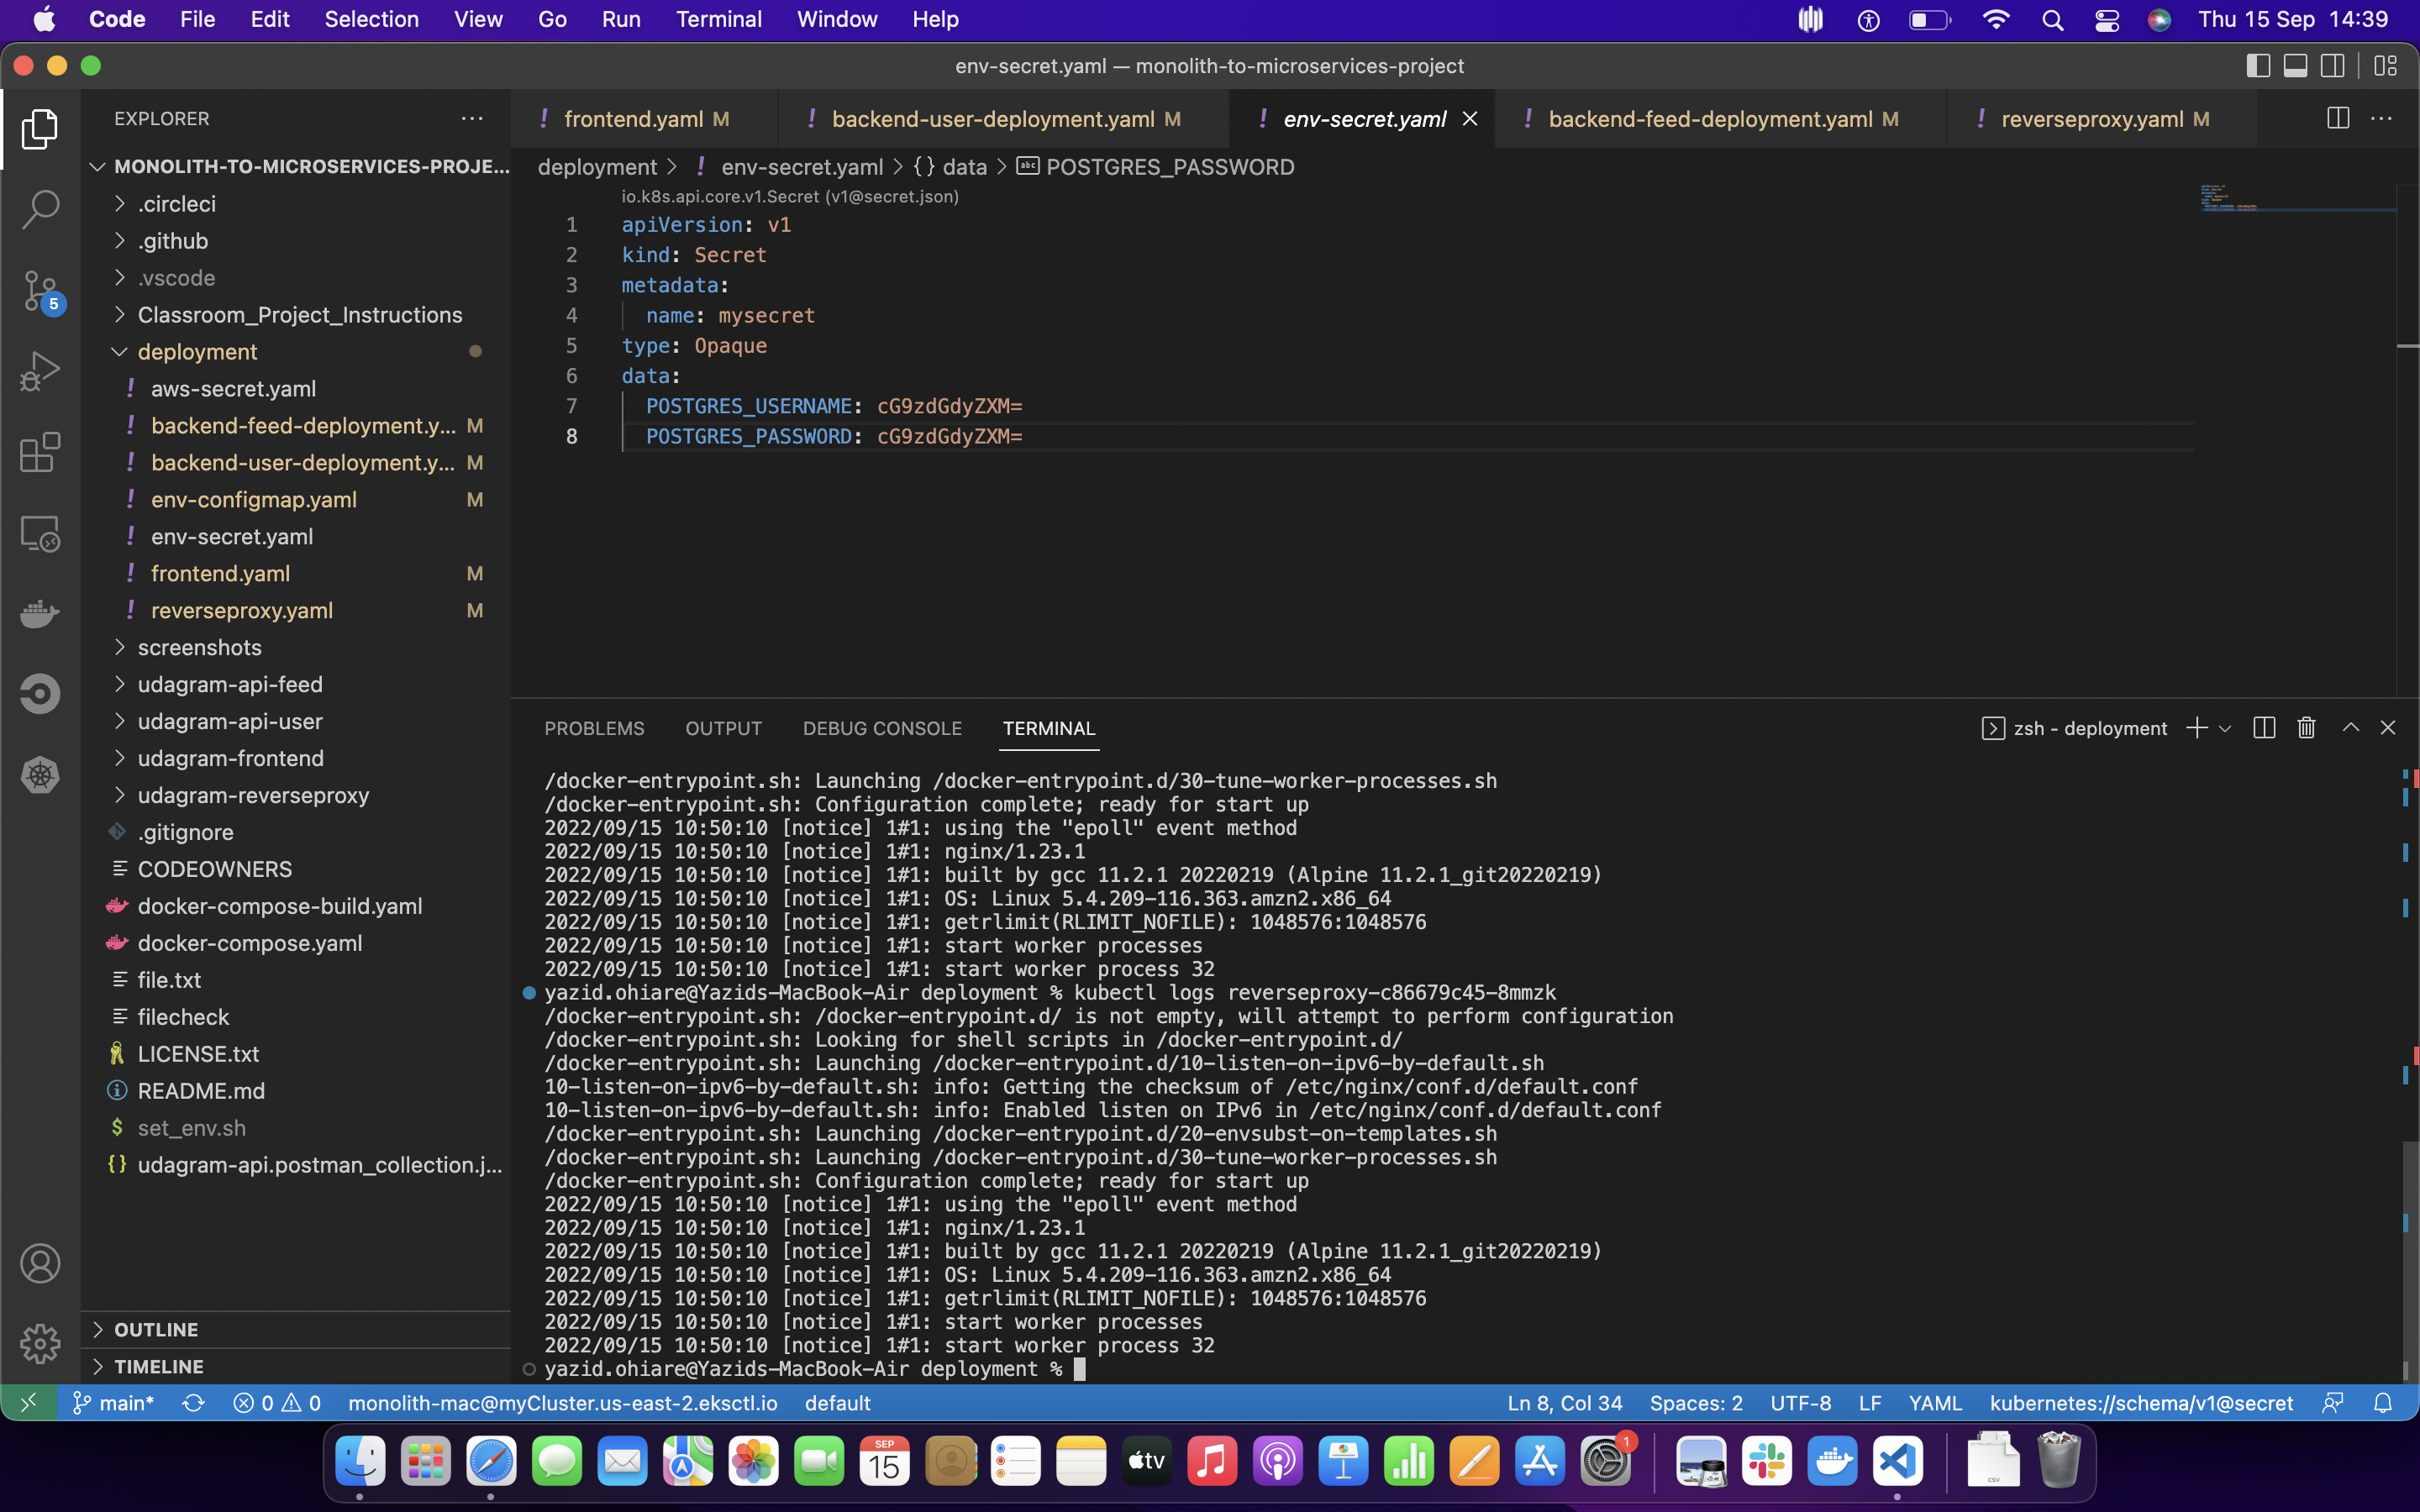 Code File Edit Selection View Go Run Terminal Window Help Thu 15 Sep 14:39
env-secret.yaml — monolith-to-microservices-project
EXPLORER
MONOLITH-TO-MICROSERVICES-PROJE...
.circleci
.github
.vscode
Classroom_Project_Instructions
deployment
aws-secret.yaml
backend-feed-deployment.y... M
backend-user-deployment.y... M
env-configmap.yaml M
env-secret.yaml
frontend.yaml M
reverseproxy.yaml M
screenshots
udagram-api-feed
udagram-api-user
udagram-frontend
udagram-reverseproxy
.gitignore
CODEOWNERS
docker-compose-build.yaml
docker-compose.yaml
file.txt
filecheck
LICENSE.txt
README.md
$ set_env.sh
{} udagram-api.postman_collection.j...
OUTLINE
TIMELINE
5
! frontend.yaml M ! backend-user-deployment.yaml M ! env-secret.yaml ! backend-feed-deployment.yaml M ! reverseproxy.yaml M
deployment > ! env-secret.yaml > {} data > abc POSTGRES_PASSWORD
io.k8s.api.core.v1.Secret (v1@secret.json)
1 apiVersion: v1
2 kind: Secret
3 metadata:
4 name: mysecret
5 type: Opaque
6 data:
7 POSTGRES_USERNAME: cG9zdGdyZXM=
8 POSTGRES_PASSWORD: cG9zdGdyZXM=
PROBLEMS OUTPUT DEBUG CONSOLE TERMINAL zsh - deployment
/docker-entrypoint.sh: Launching /docker-entrypoint.d/30-tune-worker-processes.sh
/docker-entrypoint.sh: Configuration complete; ready for start up
2022/09/15 10:50:10 [notice] 1#1: using the "epoll" event method
2022/09/15 10:50:10 [notice] 1#1: nginx/1.23.1
2022/09/15 10:50:10 [notice] 1#1: built by gcc 11.2.1 20220219 (Alpine 11.2.1_git20220219)
2022/09/15 10:50:10 [notice] 1#1: OS: Linux 5.4.209-116.363.amzn2.x86_64
2022/09/15 10:50:10 [notice] 1#1: getrlimit(RLIMIT_NOFILE): 1048576:1048576
2022/09/15 10:50:10 [notice] 1#1: start worker processes
2022/09/15 10:50:10 [notice] 1#1: start worker process 32
yazid.ohiare@Yazids-MacBook-Air deployment % kubectl logs reverseproxy-c86679c45-8mmzk
/docker-entrypoint.sh: /docker-entrypoint.d/ is not empty, will attempt to perform configuration
/docker-entrypoint.sh: Looking for shell scripts in /docker-entrypoint.d/
/docker-entrypoint.sh: Launching /docker-entrypoint.d/10-listen-on-ipv6-by-default.sh
10-listen-on-ipv6-by-default.sh: info: Getting the checksum of /etc/nginx/conf.d/default.conf
10-listen-on-ipv6-by-default.sh: info: Enabled listen on IPv6 in /etc/nginx/conf.d/default.conf
/docker-entrypoint.sh: Launching /docker-entrypoint.d/20-envsubst-on-templates.sh
/docker-entrypoint.sh: Launching /docker-entrypoint.d/30-tune-worker-processes.sh
/docker-entrypoint.sh: Configuration complete; ready for start up
2022/09/15 10:50:10 [notice] 1#1: using the "epoll" event method
2022/09/15 10:50:10 [notice] 1#1: nginx/1.23.1
2022/09/15 10:50:10 [notice] 1#1: built by gcc 11.2.1 20220219 (Alpine 11.2.1_git20220219)
2022/09/15 10:50:10 [notice] 1#1: OS: Linux 5.4.209-116.363.amzn2.x86_64
2022/09/15 10:50:10 [notice] 1#1: getrlimit(RLIMIT_NOFILE): 1048576:1048576
2022/09/15 10:50:10 [notice] 1#1: start worker processes
2022/09/15 10:50:10 [notice] 1#1: start worker process 32
yazid.ohiare@Yazids-MacBook-Air deployment %
main* 0 0 monolith-mac@myCluster.us-east-2.eksctl.io default Ln 8, Col 34 Spaces: 2 UTF-8 LF YAML kubernetes://schema/v1@secret
SEP
15
tv
1
CSV